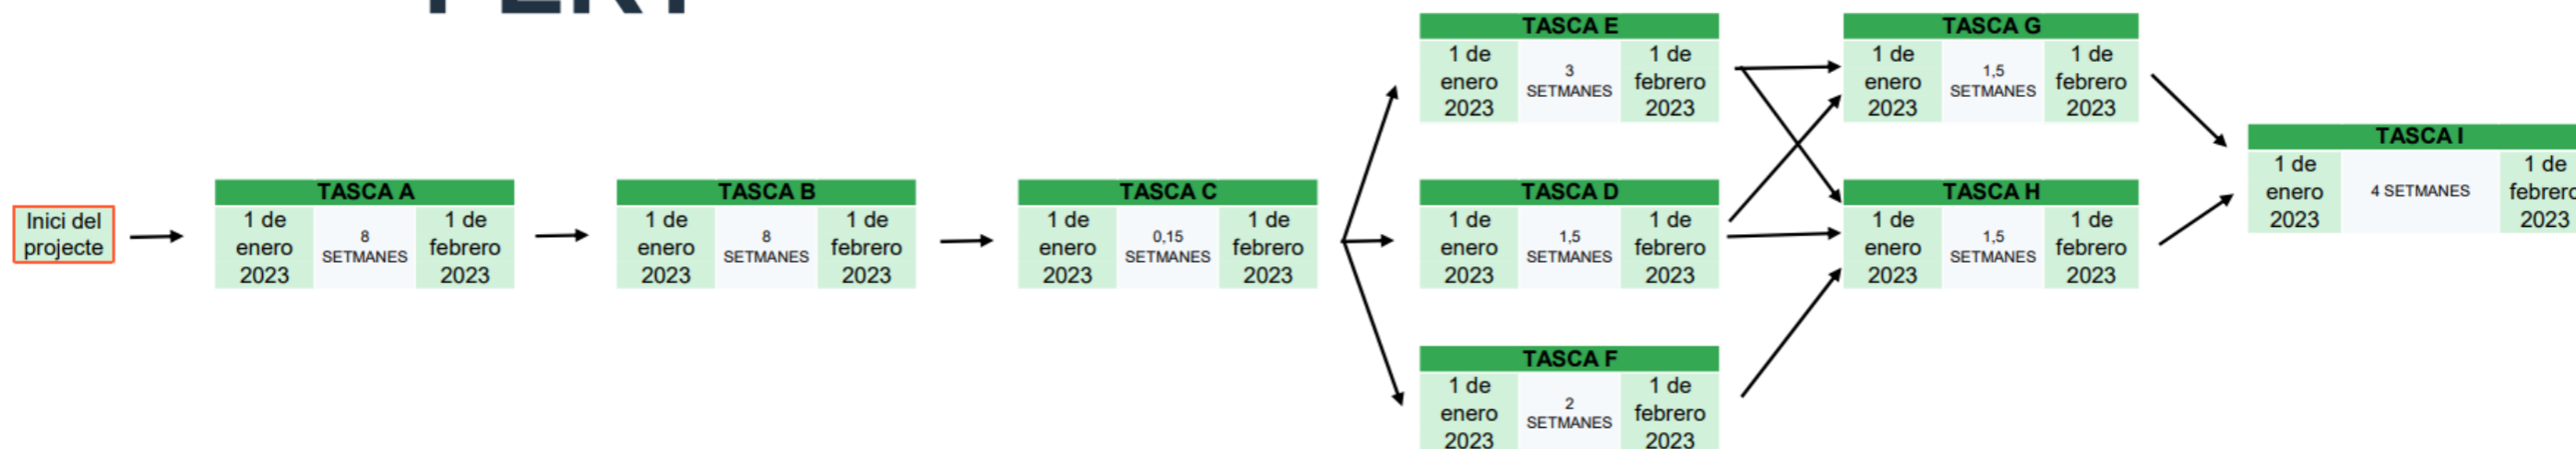 PERT
Inici del
projecte
TASCA A
1 de
enero
2023
8
SETMANES
1 de
febrero
2023
TASCA B
1 de
enero
2023
8
SETMANES
1 de
febrero
2023
TASCA C
1 de
enero
2023
0,15
SETMANES
1 de
febrero
2023
TASCA E
1 de
enero
2023
3
SETMANES
1 de
febrero
2023
TASCA D
1 de
enero
2023
1,5
SETMANES
1 de
febrero
2023
TASCA F
1 de
enero
2023
2
SETMANES
1 de
febrero
2023
TASCA G
1 de
enero
2023
1,5
SETMANES
1 de
febrero
2023
TASCA H
1 de
enero
2023
1,5
SETMANES
1 de
febrero
2023
TASCA I
1 de
enero
2023
4 SETMANES
1 de
febrero
2023